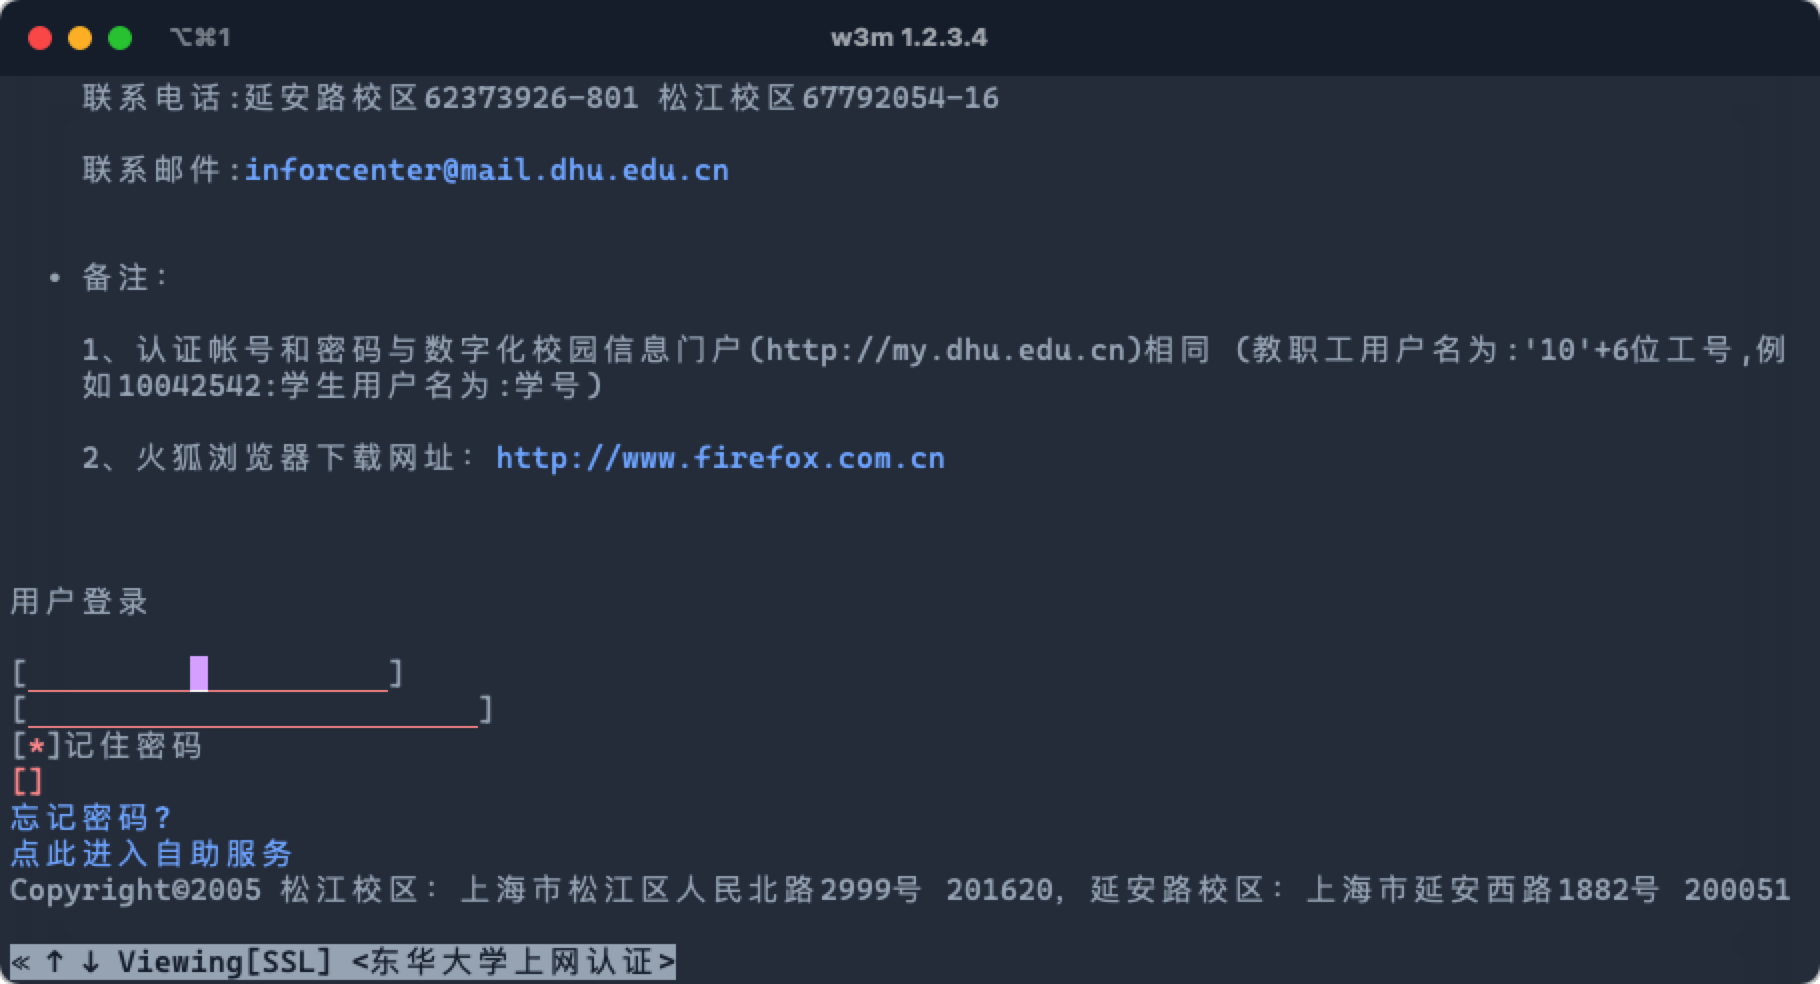 ⌥⌘1 w3m 1.2.3.4
联系电话:延安路校区62373926-801 松江校区67792054-16
联系邮件:inforcenter@mail.dhu.edu.cn
• 备注:
1、认证帐号和密码与数字化校园信息门户(http://my.dhu.edu.cn)相同 (教职工用户名为:'10'+6位工号,例
如10042542:学生用户名为:学号)
2、火狐浏览器下载网址: http://www.firefox.com.cn
用户登录
[____________________]
[_________________________]
[*]记住密码
[]
忘记密码?
点此进入自助服务
Copyright©2005 松江校区: 上海市松江区人民北路2999号 201620, 延安路校区: 上海市延安西路1882号 200051
≪ ↑ ↓ Viewing[SSL] <东华大学上网认证>